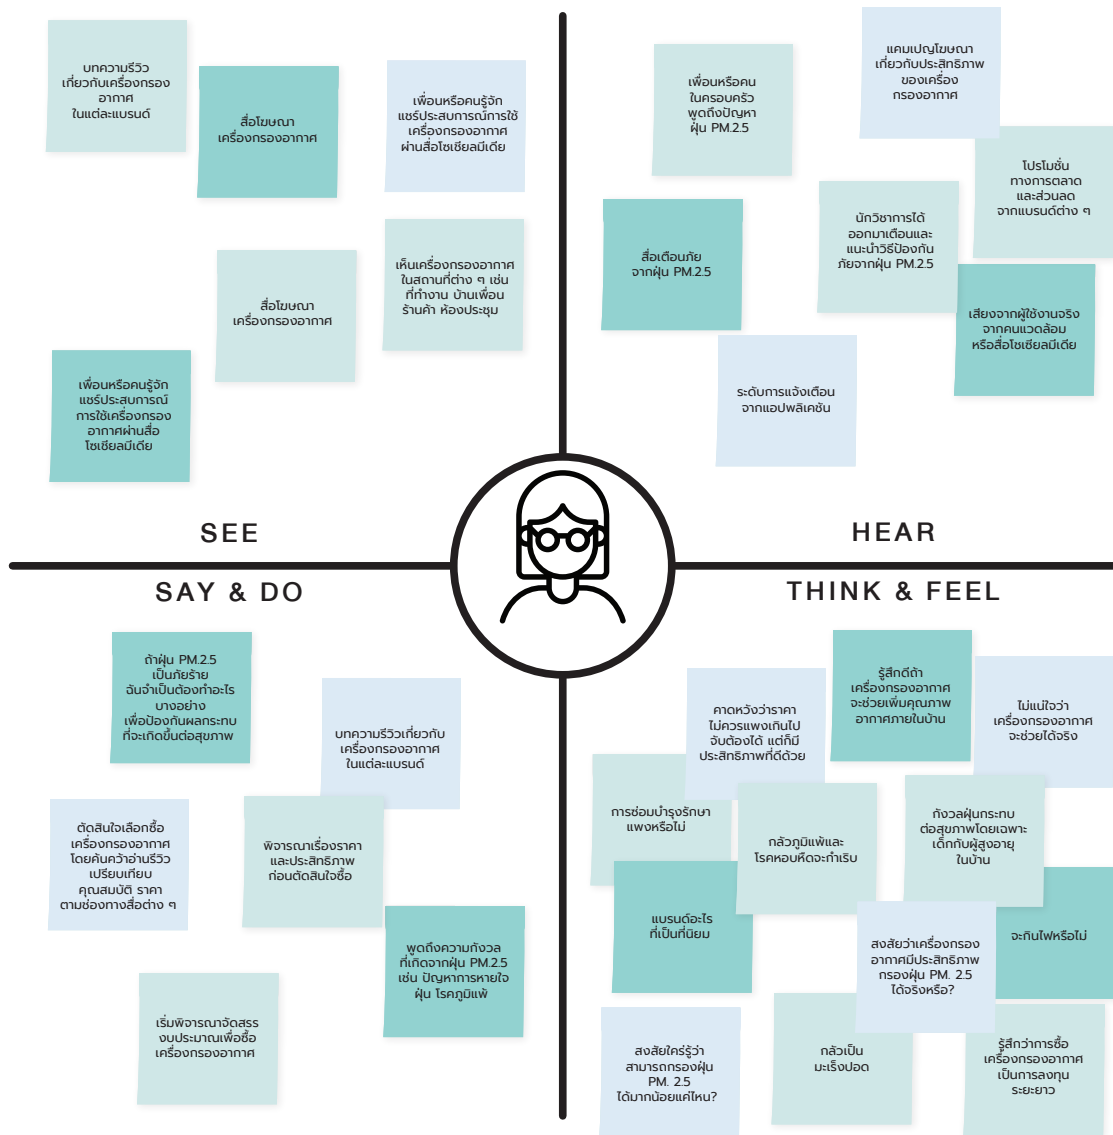 บทความรีวิว
เกี่ยวกับเครื่องกรอง
อากาศ
ในแต่ละแบรนด์
สื่อโฆษณา
เครื่องกรองอากาศ
เพื่อนหรือคนรู้จัก
แชร์ประสบการณ์การใช้
เครื่องกรองอากาศ
ผ่านสื่อโซเชียลมีเดีย
สื่อโฆษณา
เครื่องกรองอากาศ
เห็นเครื่องกรองอากาศ
ในสถานที่ต่าง ๆ เช่น
ที่ทำงาน บ้านเพื่อน
ร้านค้า ห้องประชุม
เพื่อนหรือคนรู้จัก
แชร์ประสบการณ์
การใช้เครื่องกรอง
อากาศผ่านสื่อ
โซเชียลมีเดีย
SEE
เพื่อนหรือคน
ในครอบครัว
พูดถึงปัญหา
ฝุ่น PM.2.5
แคมเปญโฆษณา
เกี่ยวกับประสิทธิภาพ
ของเครื่อง
กรองอากาศ
โปรโมชั่น
ทางการตลาด
และส่วนลด
จากแบรนด์ต่าง ๆ
นักวิชาการได้
ออกมาเตือนและ
แนะนำวิธีป้องกัน
ภัยจากฝุ่น PM.2.5
สื่อเตือนภัย
จากฝุ่น PM.2.5
เสียงจากผู้ใช้งานจริง
จากคนแวดล้อม
หรือสื่อโซเชียลมีเดีย
ระดับการแจ้งเตือน
จากแอปพลิเคชัน
HEAR
SAY & DO
ถ้าฝุ่น PM.2.5
เป็นภัยร้าย
ฉันจำเป็นต้องทำอะไร
บางอย่าง
เพื่อป้องกันผลกระทบ
ที่จะเกิดขึ้นต่อสุขภาพ
บทความรีวิวเกี่ยวกับ
เครื่องกรองอากาศ
ในแต่ละแบรนด์
ตัดสินใจเลือกซื้อ
เครื่องกรองอากาศ
โดยค้นคว้าอ่านรีวิว
เปรียบเทียบ
คุณสมบัติ ราคา
ตามช่องทางสื่อต่าง ๆ
พิจารณาเรื่องราคา
และประสิทธิภาพ
ก่อนตัดสินใจซื้อ
พูดถึงความกังวล
ที่เกิดจากฝุ่น PM.2.5
เช่น ปัญหาการหายใจ
ฝุ่น โรคภูมิแพ้
เริ่มพิจารณาจัดสรร
งบประมาณเพื่อซื้อ
เครื่องกรองอากาศ
THINK & FEEL
รู้สึกดีถ้า
เครื่องกรองอากาศ
จะช่วยเพิ่มคุณภาพ
อากาศภายในบ้าน
คาดหวังว่าราคา
ไม่ควรแพงเกินไป
จับต้องได้ แต่ก็มี
ประสิทธิภาพที่ดีด้วย
ไม่แน่ใจว่า
เครื่องกรองอากาศ
จะช่วยได้จริง
การซ่อมบำรุงรักษา
แพงหรือไม่
กลัวภูมิแพ้และ
โรคหอบหืดจะกำเริบ
กังวลฝุ่นกระทบ
ต่อสุขภาพโดยเฉพาะ
เด็กกับผู้สูงอายุ
ในบ้าน
แบรนด์อะไร
ที่เป็นที่นิยม
สงสัยว่าเครื่องกรอง
อากาศมีประสิทธิภาพ
กรองฝุ่น PM. 2.5
ได้จริงหรือ?
จะกินไฟหรือไม่
สงสัยใคร่รู้ว่า
สามารถกรองฝุ่น
PM. 2.5
ได้มากน้อยแค่ไหน?
กลัวเป็น
มะเร็งปอด
รู้สึกว่าการซื้อ
เครื่องกรองอากาศ
เป็นการลงทุน
ระยะยาว